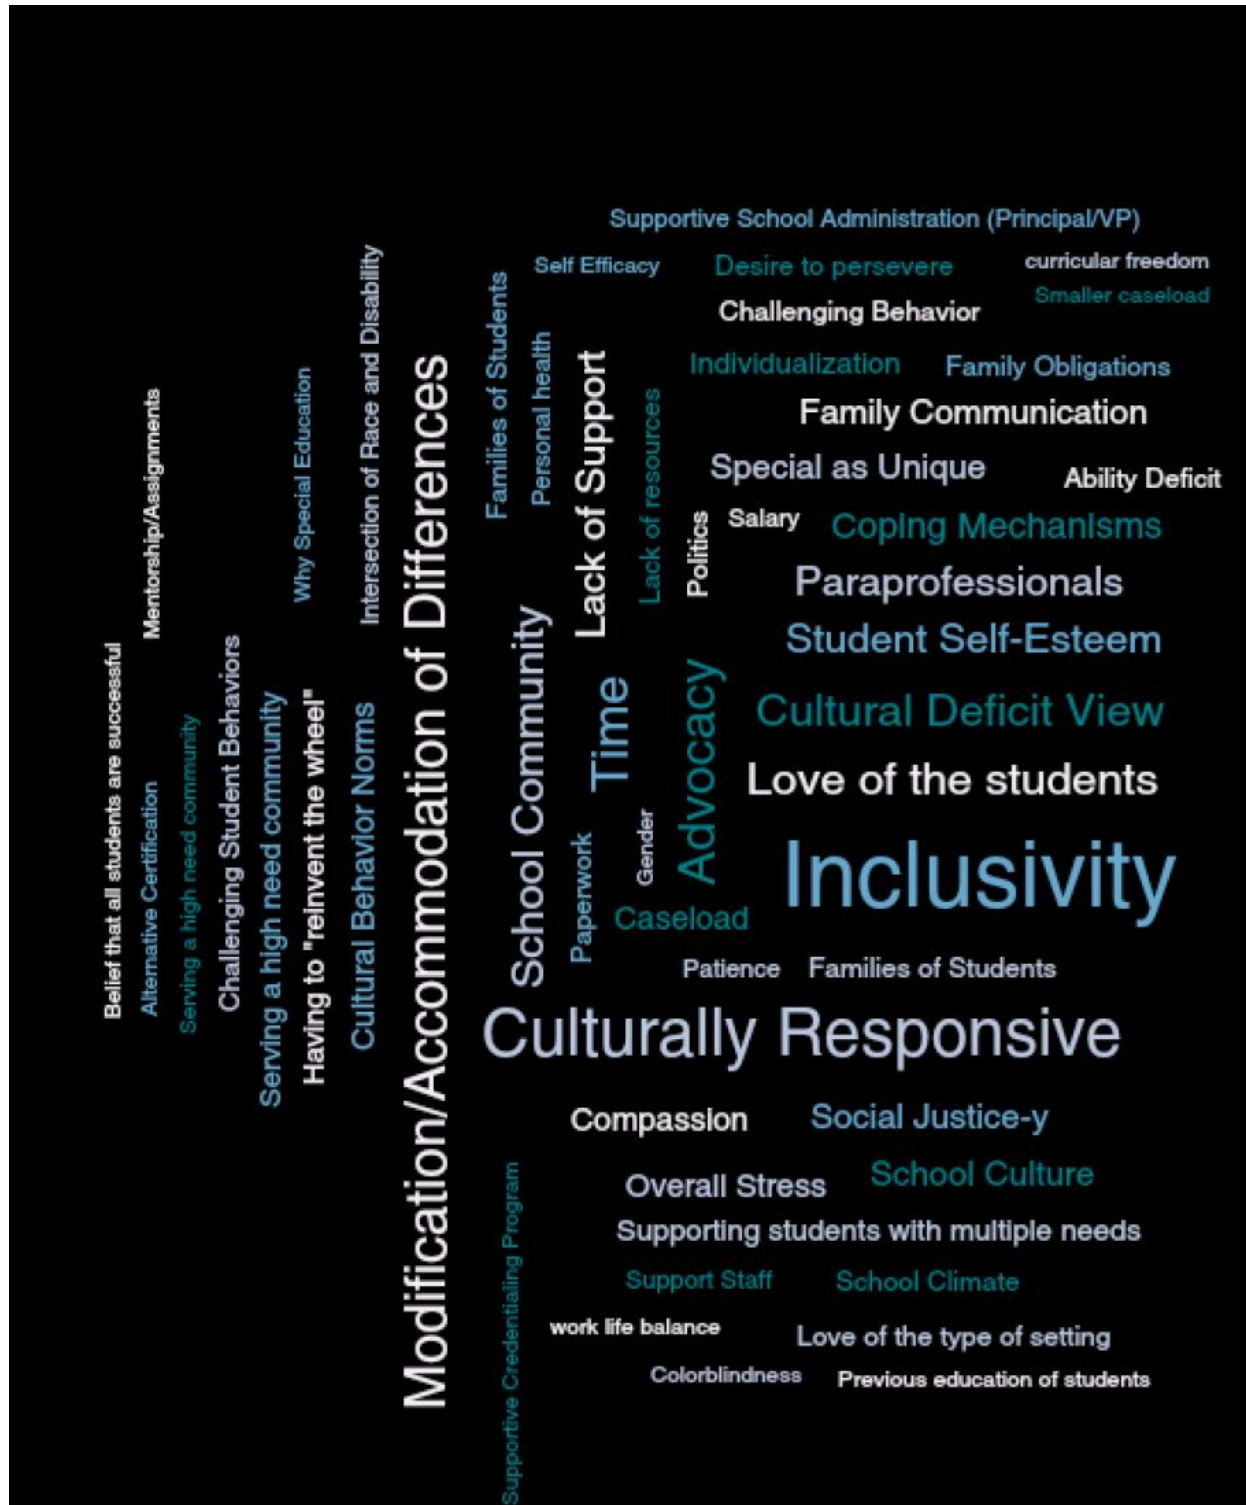 Supportive School Administration (Principal/VP)
Self Efficacy
Desire to persevere
curricular freedom
Smaller caseload
Challenging Behavior
Individualization
Family Obligations
Family Communication
Special as Unique
Ability Deficit
Salary
Coping Mechanisms
Paraprofessionals
Student Self-Esteem
Cultural Deficit View
Love of the students
Inclusivity
Caseload
Patience
Families of Students
Culturally Responsive
Compassion
Social Justice-y
Overall Stress
School Culture
Supporting students with multiple needs
Support Staff
School Climate
work life balance
Love of the type of setting
Colorblindness
Previous education of students
Belief that all students are successful
Mentorship/Assignments
Alternative Certification
Serving a high need community
Challenging Student Behaviors
Serving a high need community
Why Special Education
Having to "reinvent the wheel"
Intersection of Race and Disability
Cultural Behavior Norms
Modification/Accommodation of Differences
Families of Students
Personal health
School Community
Supportive Credentialing Program
Lack of Support
Time
Paperwork
Lack of resources
Gender
Politics
Advocacy